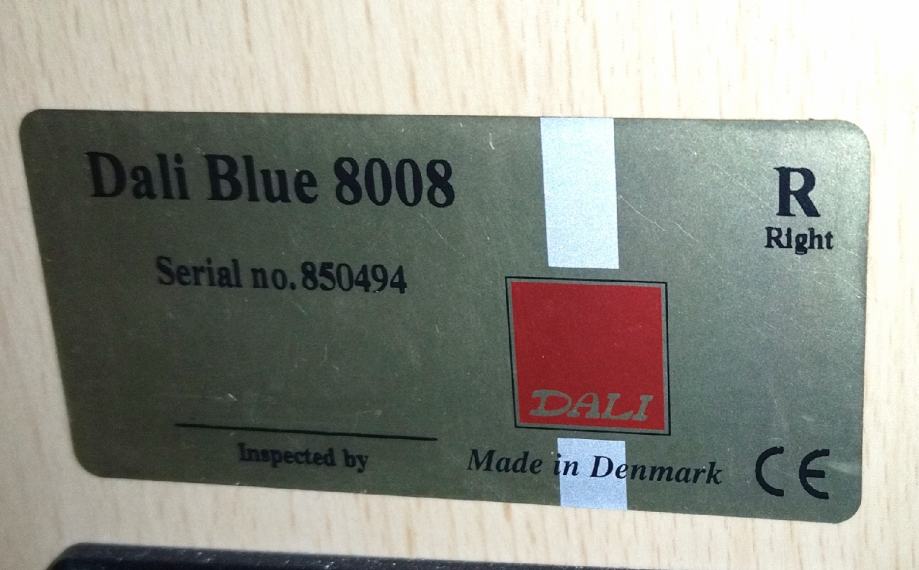 Dali Blue 8008
R
Right
Serial no. 850494
DALI
Inspected by
Made in Denmark
CE